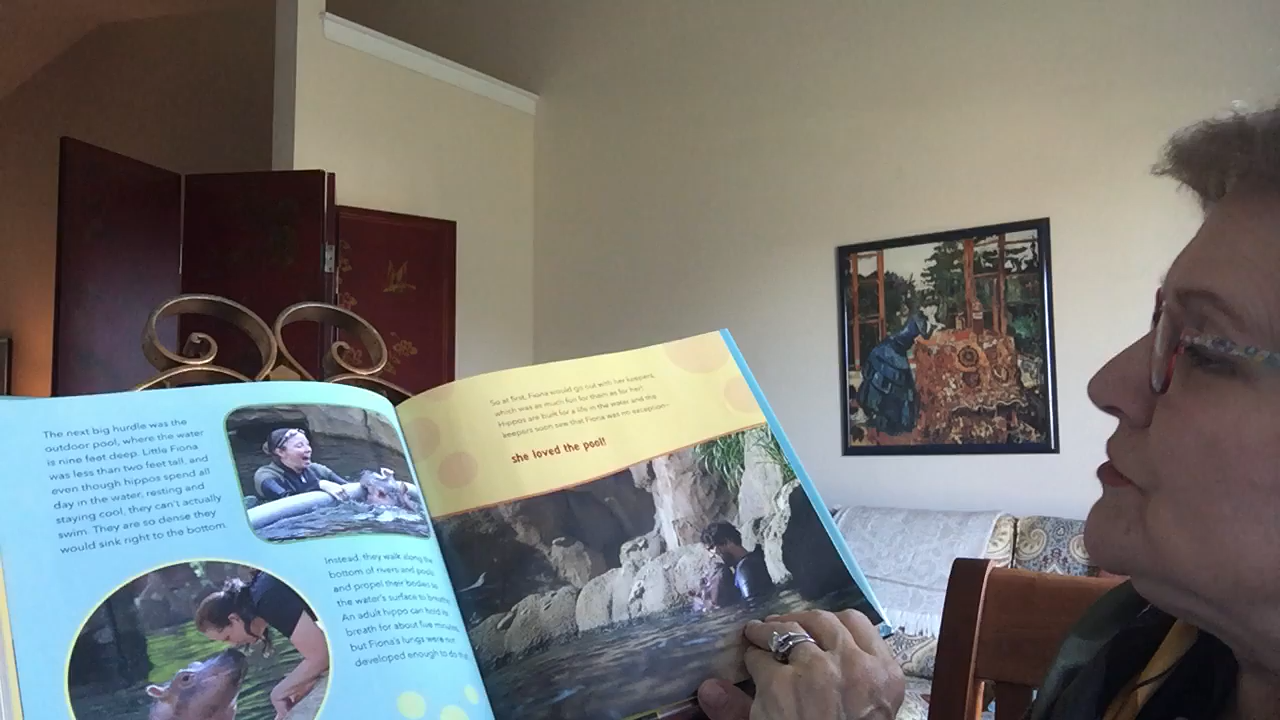 The next big hurdle was the
outdoor pool, where the water
is nine feet deep. Little Fiona
was less than two feet tall, and
even though hippos spend all
day in the water, resting and
staying cool, they can't actually
swim. They are so dense they
would sink right to the bottom.
Instead, they walk along the
bottom of rivers and pools
and propel their bodies to
the water's surface to breathe.
An adult hippo can hold its
breath for about five minutes,
but Fiona's lungs were not
developed enough to do
So at first, Fiona would go out with her keepers,
which was as much fun for them as for her!
Hippos are built for a life in the water and the
keepers soon saw that Fiona was no exception—
she loved the pool!